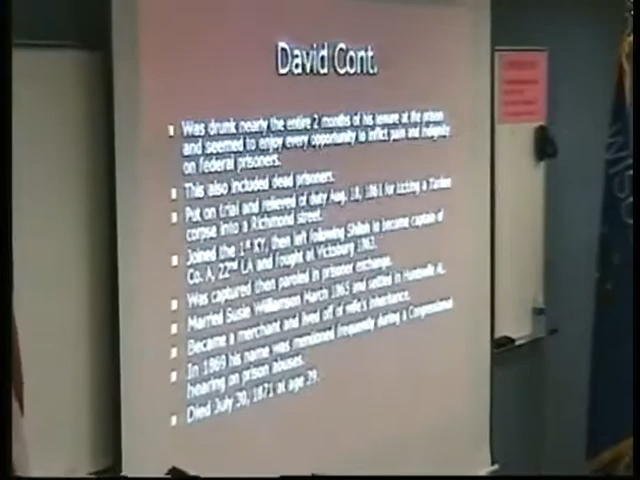 David Cont.
Was drunk nearly the entire 2 months of his tenure at the prison
and seemed to enjoy every opportunity to inflict pain and indignity
on federal prisoners.
This also included dead prisoners.
Put on trial and relieved of duty Aug. 18, 1861 for kicking a Yankee
corpse into a Richmond street.
Joined the 1st KY, then left following Shiloh to become captain of
Co. A, 22nd LA and fought at Vicksburg 1863.
Was captured then paroled in prisoner exchange.
Married Susie Williamson March 1865 and settled in Huntsville
Became a merchant and lived off of wife's inheritance.
In 1869 his name was mentioned frequently during a Congressional
hearing on prison abuses.
Died July 30, 1871 at age 29.